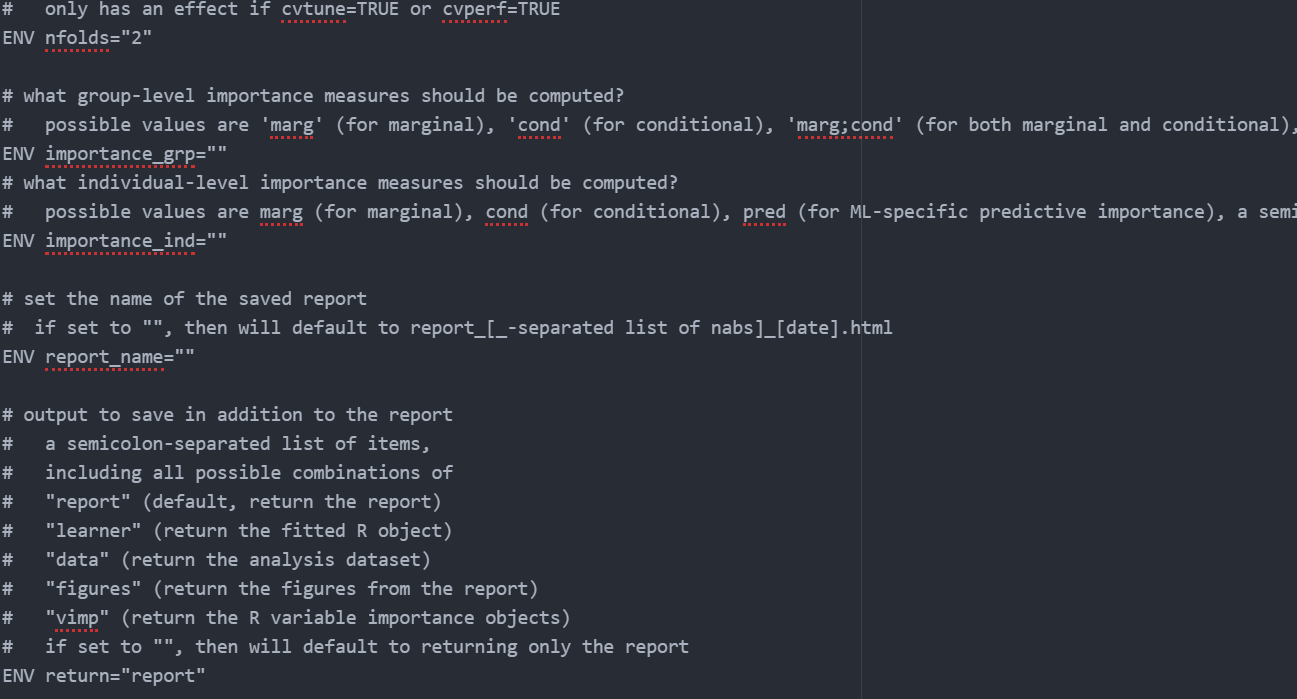 #   only has an effect if cvtune=TRUE or cvperf=TRUE
ENV nfolds="2"
# what group-level importance measures should be computed?
#   possible values are 'marg' (for marginal), 'cond' (for conditional), 'marg;cond' (for both marginal and conditional),
ENV importance_grp=""
# what individual-level importance measures should be computed?
#   possible values are marg (for marginal), cond (for conditional), pred (for ML-specific predictive importance), a semi
ENV importance_ind=""
# set the name of the saved report
#  if set to "", then will default to report_[_-separated list of nabs]_[date].html
ENV report_name=""
# output to save in addition to the report
#   a semicolon-separated list of items,
#   including all possible combinations of
#   "report" (default, return the report)
#   "learner" (return the fitted R object)
#   "data" (return the analysis dataset)
#   "figures" (return the figures from the report)
#   "vimp" (return the R variable importance objects)
#   if set to "", then will default to returning only the report
ENV return="report"